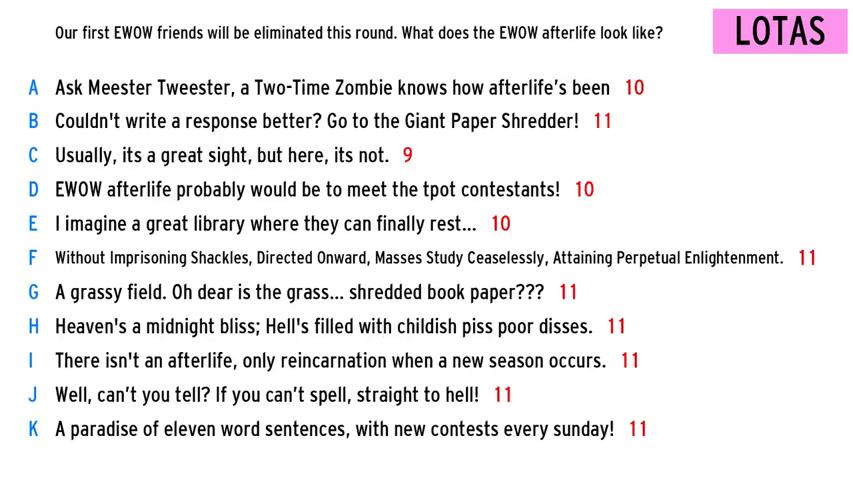 Our first EWOW friends will be eliminated this round. What does the EWOW afterlife look like?
LOTAS
A Ask Meester Tweester, a Two-Time Zombie knows how afterlife's been 10
B Couldn't write a response better? Go to the Giant Paper Shredder! 11
C Usually, its a great sight, but here, its not. 9
D EWOW afterlife probably would be to meet the tpot contestants! 10
E I imagine a great library where they can finally rest... 10
F Without Imprisoning Shackles, Directed Onward, Masses Study Ceaselessly, Attaining Perpetual Enlightenment. 11
G A grassy field. Oh dear is the grass... shredded book paper??? 11
H Heaven's a midnight bliss; Hell's filled with childish piss poor disses. 11
I There isn't an afterlife, only reincarnation when a new season occurs. 11
J Well, can't you tell? If you can't spell, straight to hell! 11
K A paradise of eleven word sentences, with new contests every sunday! 11